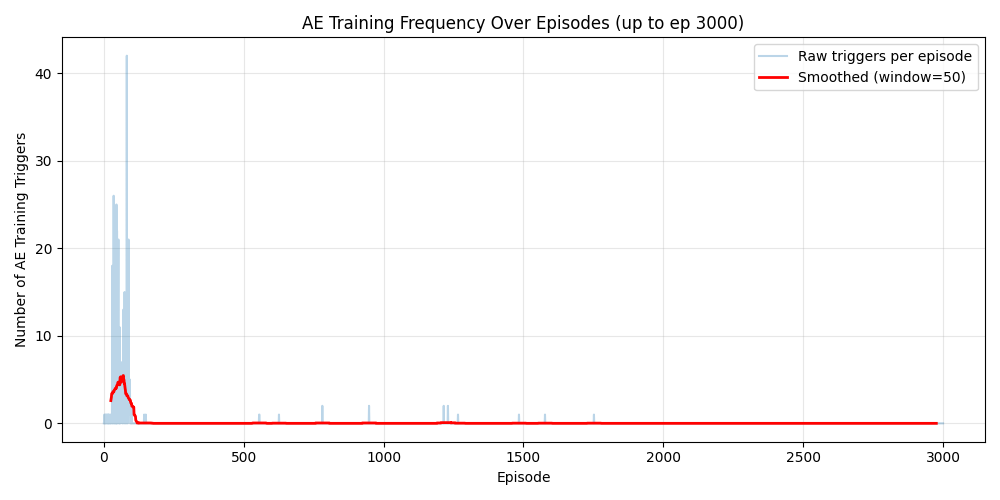 AE Training Frequency Over Episodes (up to ep 3000)
Raw triggers per episode
Smoothed (window=50)
Number of AE Training Triggers
40
30
20
10
0
0 500 1000 1500 2000 2500 3000
Episode